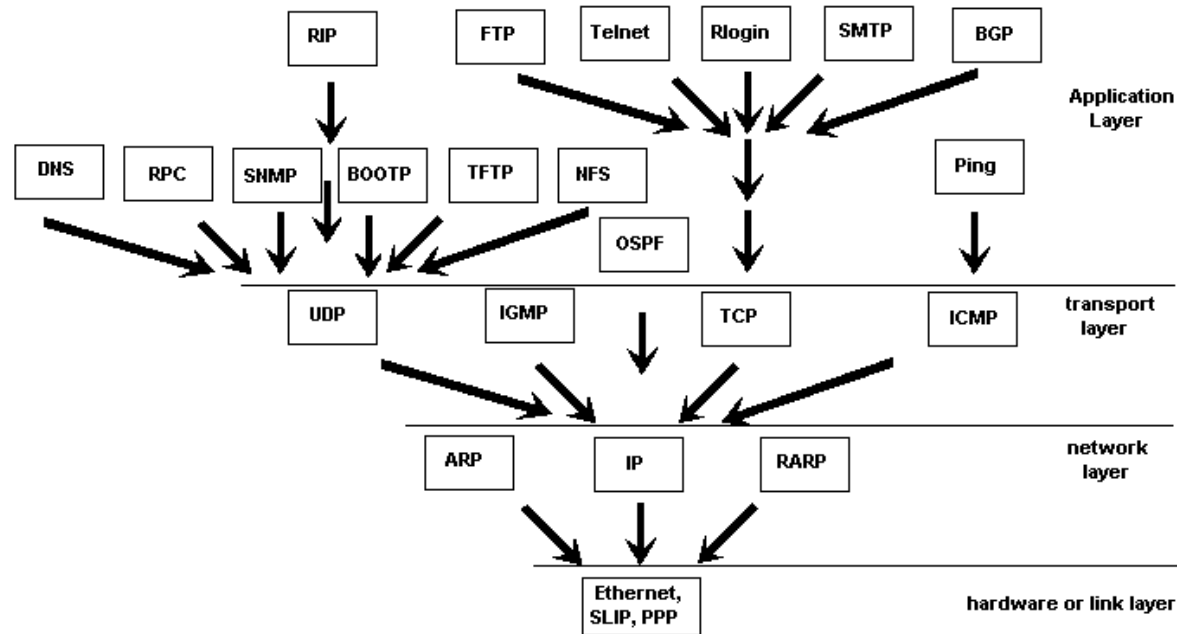 RIP
FTP
Telnet
Rlogin
SMTP
BGP
Application
Layer
DNS
RPC
SNMP
BOOTP
TFTP
NFS
Ping
OSPF
UDP
IGMP
TCP
ICMP
transport
layer
ARP
IP
RARP
network
layer
Ethernet,
SLIP, PPP
hardware or link layer